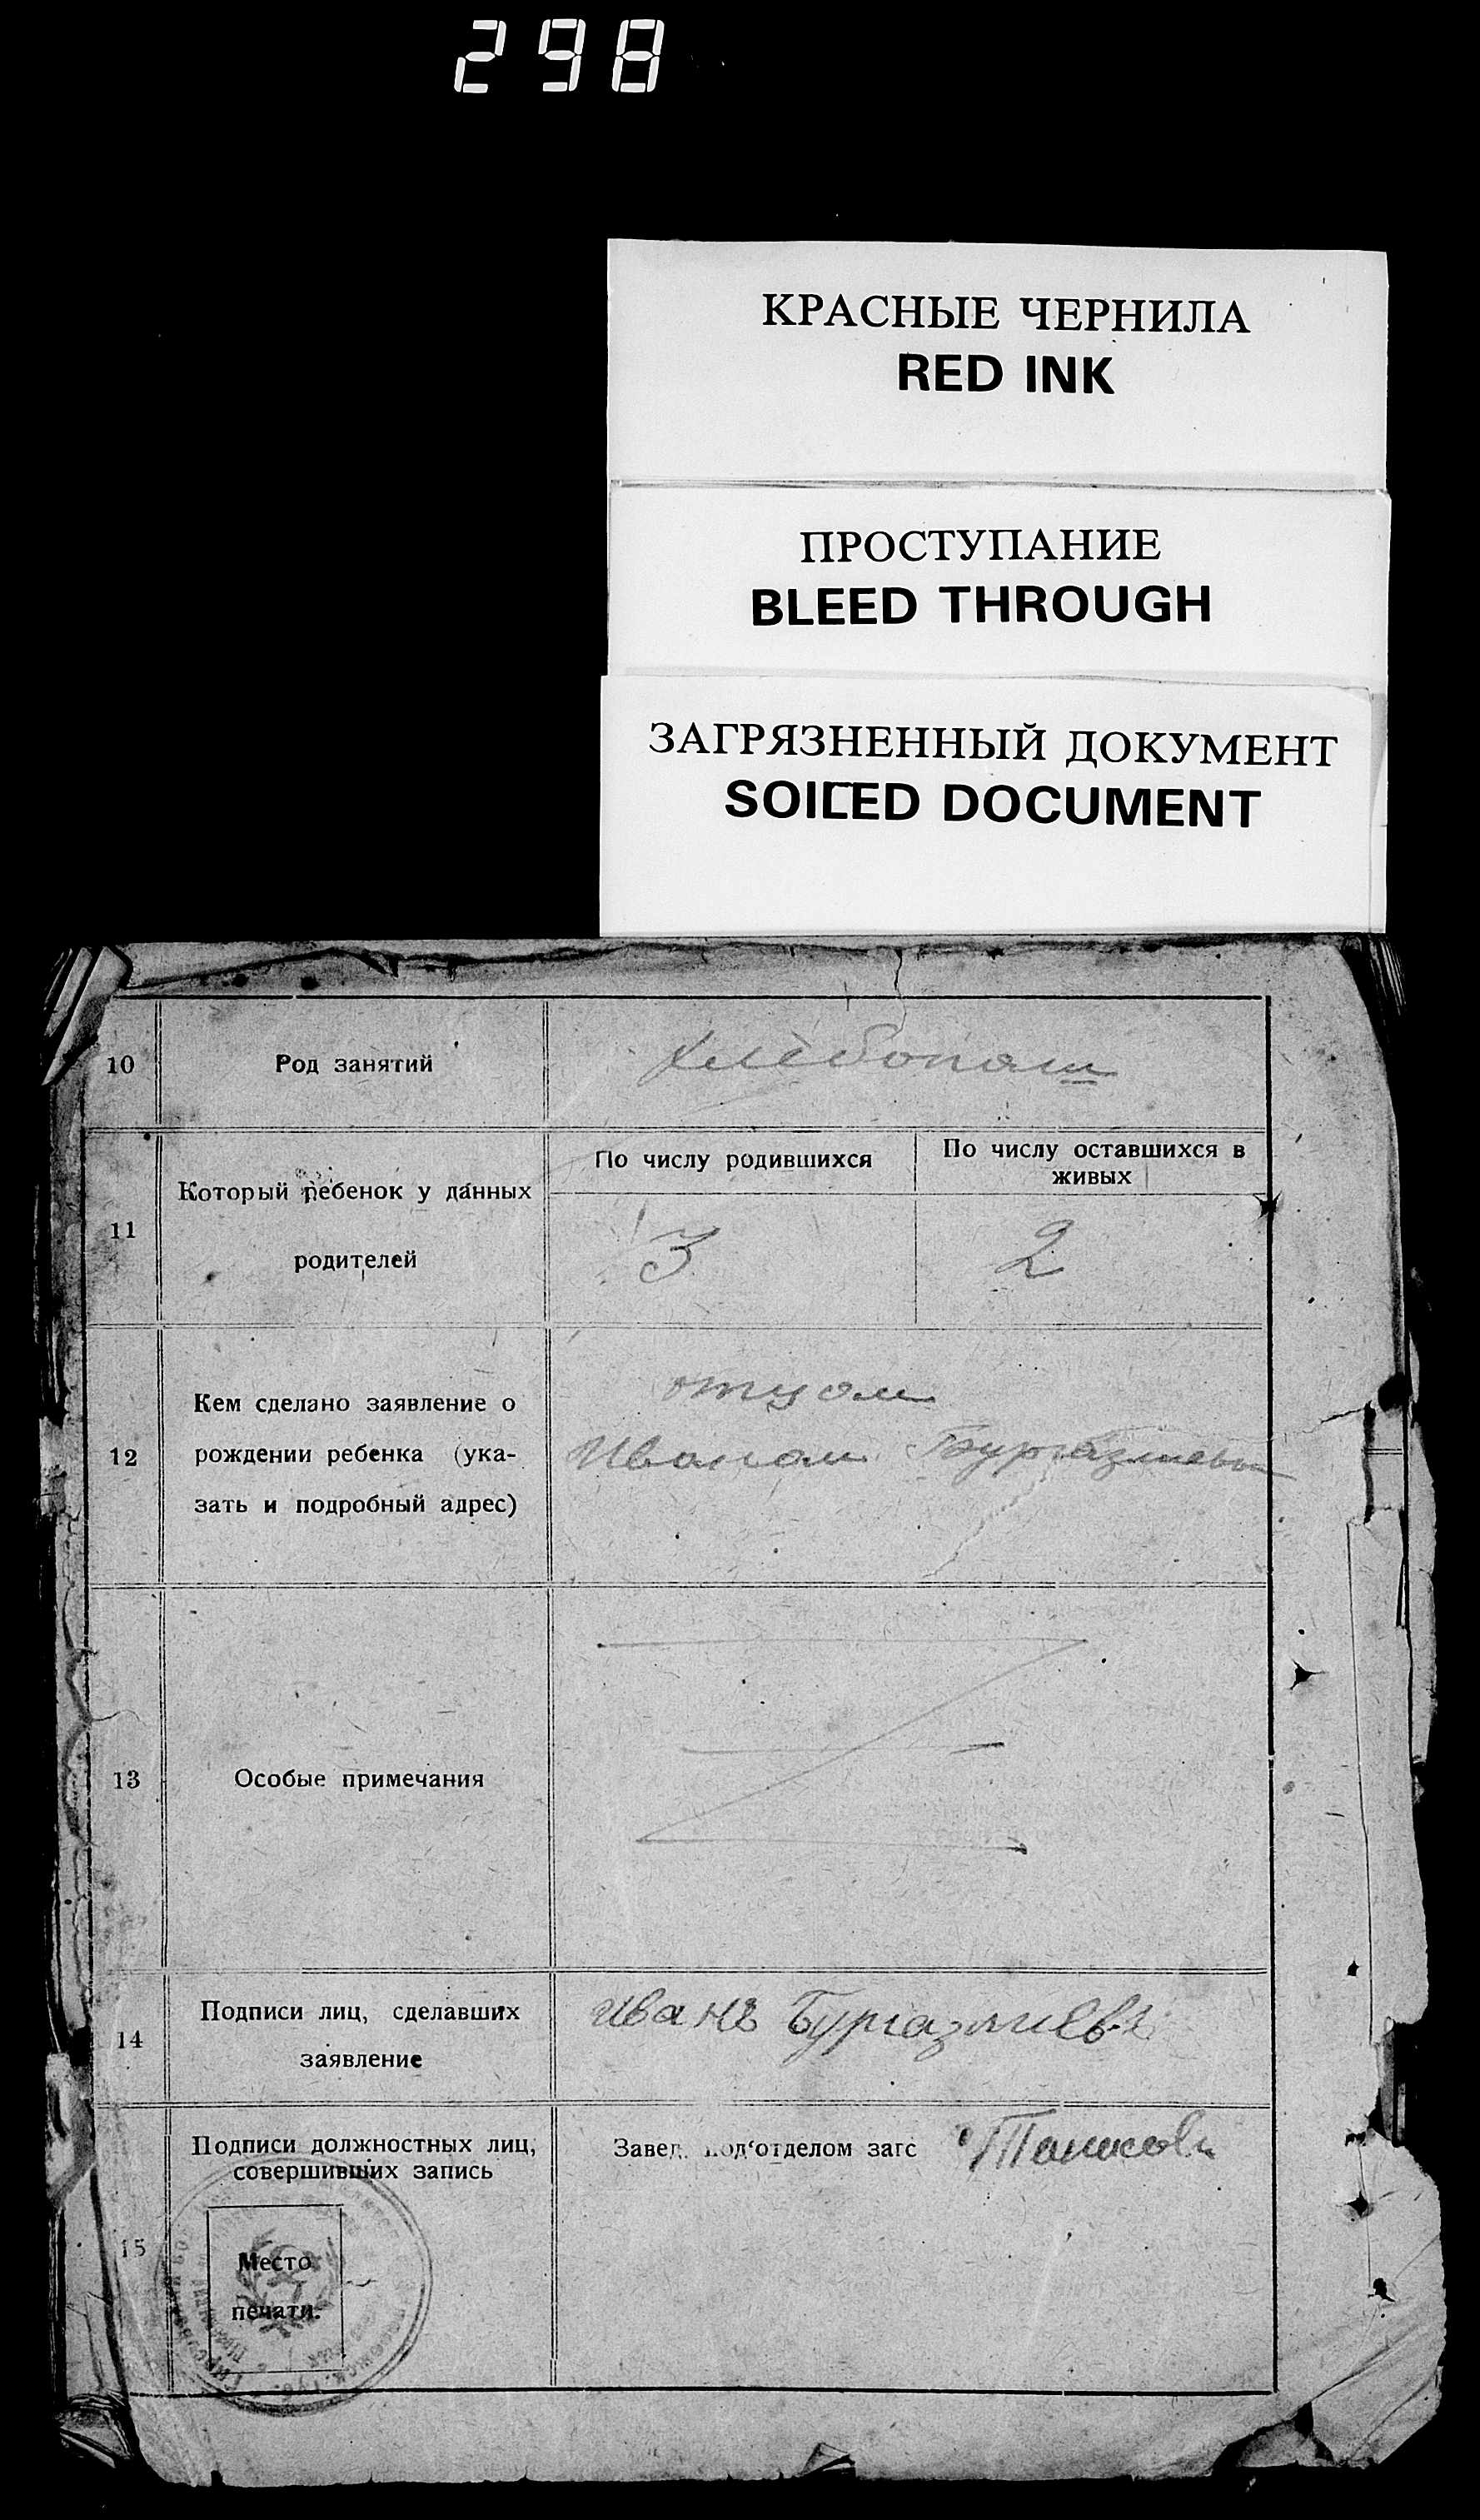 298
КРАСНЫЕ ЧЕРНИЛА
RED INK
ПРОСТУПАНИЕ
BLEED THROUGH
ЗАГРЯЗНЕННЫЙ ДОКУМЕНТ
SOILED DOCUMENT
10
Род занятий
хлебопаш
11
Который ребенок у данных
родителей
По числу родившихся
По числу оставшихся в
живых
3
2
12
Кем сделано заявление о
рождении ребенка (ука-
зать и подробный адрес)
отцом
Иваном
13
Особые примечания
14
Подписи лиц, сделавших
заявление
Иванъ
15
Подписи должностных лиц,
совершивших запись
Место
печати.
Завед. под'отделом загс